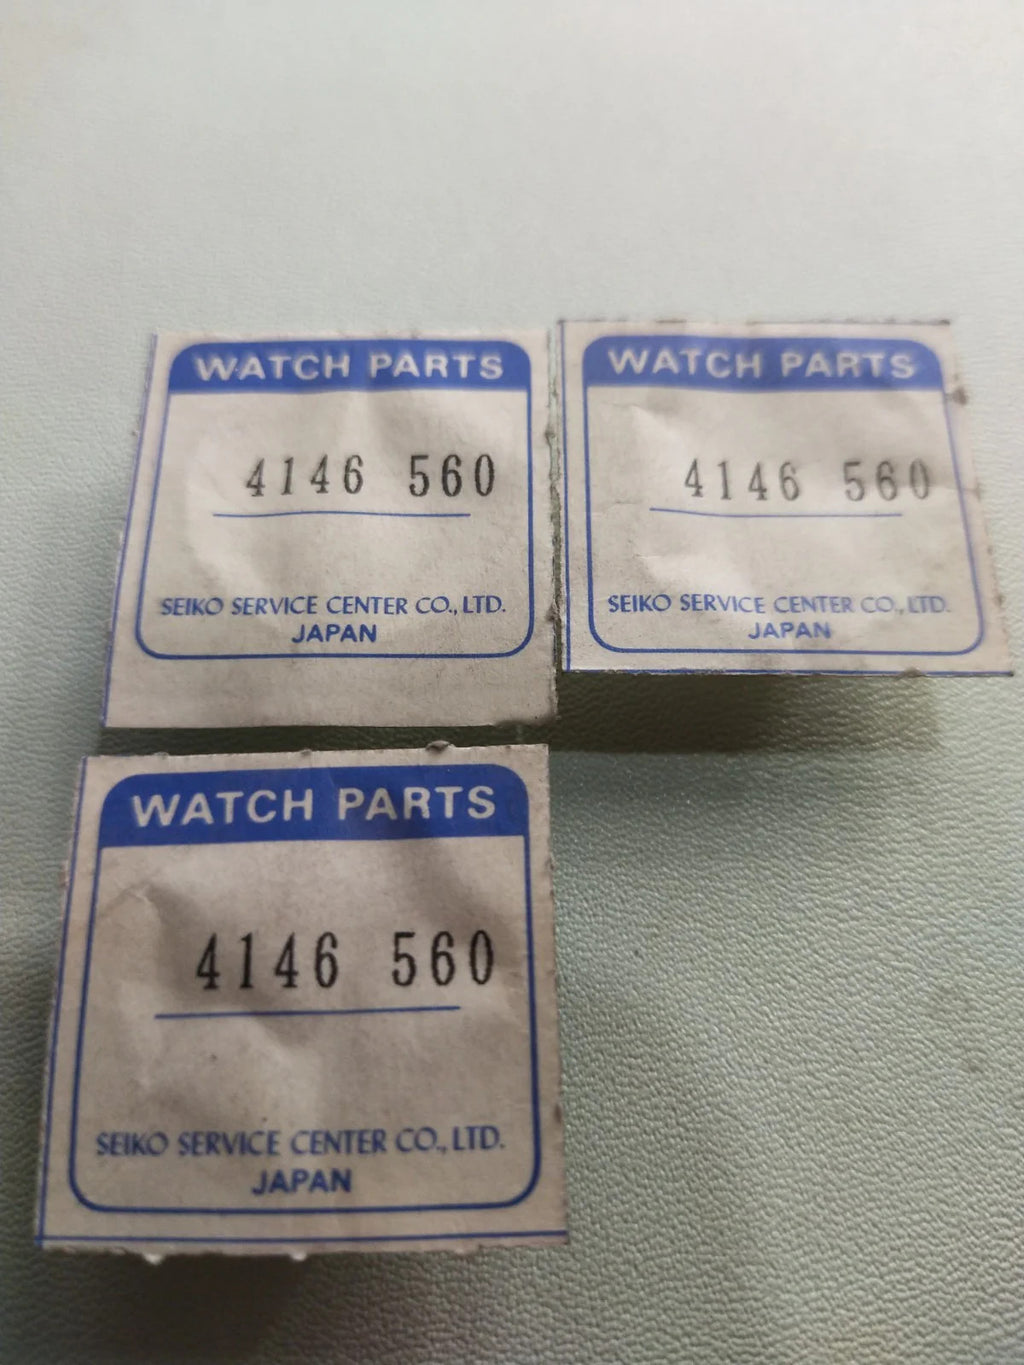 WATCH PARTS
4146 560
SEIKO SERVICE CENTER CO., LTD.
JAPAN
WATCH PARTS
4146 560
SEIKO SERVICE CENTER CO., LTD.
JAPAN
WATCH PARTS
4146 560
SEIKO SERVICE CENTER CO., LTD.
JAPAN